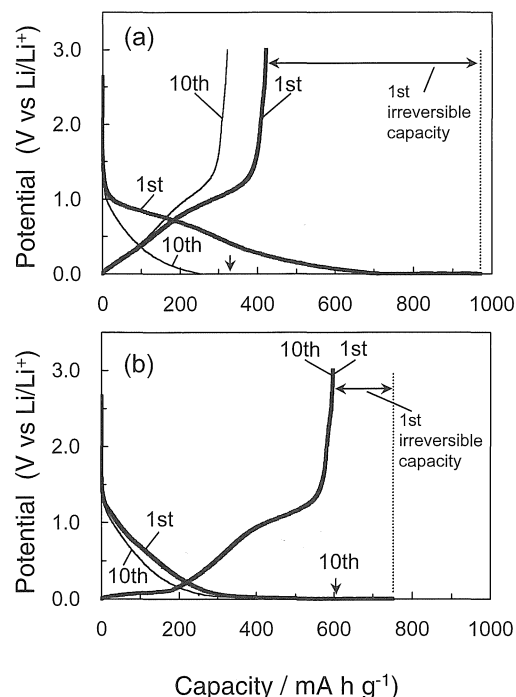 (a)
3.0
2.0
1.0
0.0
Potential (V vs Li/Li+)
10th
1st
1st
irreversible
capacity
1st
10th
0 200 400 600 800 1000
(b)
3.0
2.0
1.0
0.0
Potential (V vs Li/Li+)
10th 1st
1st
irreversible
capacity
1st
10th
10th
0 200 400 600 800 1000
Capacity / mA h g-1)